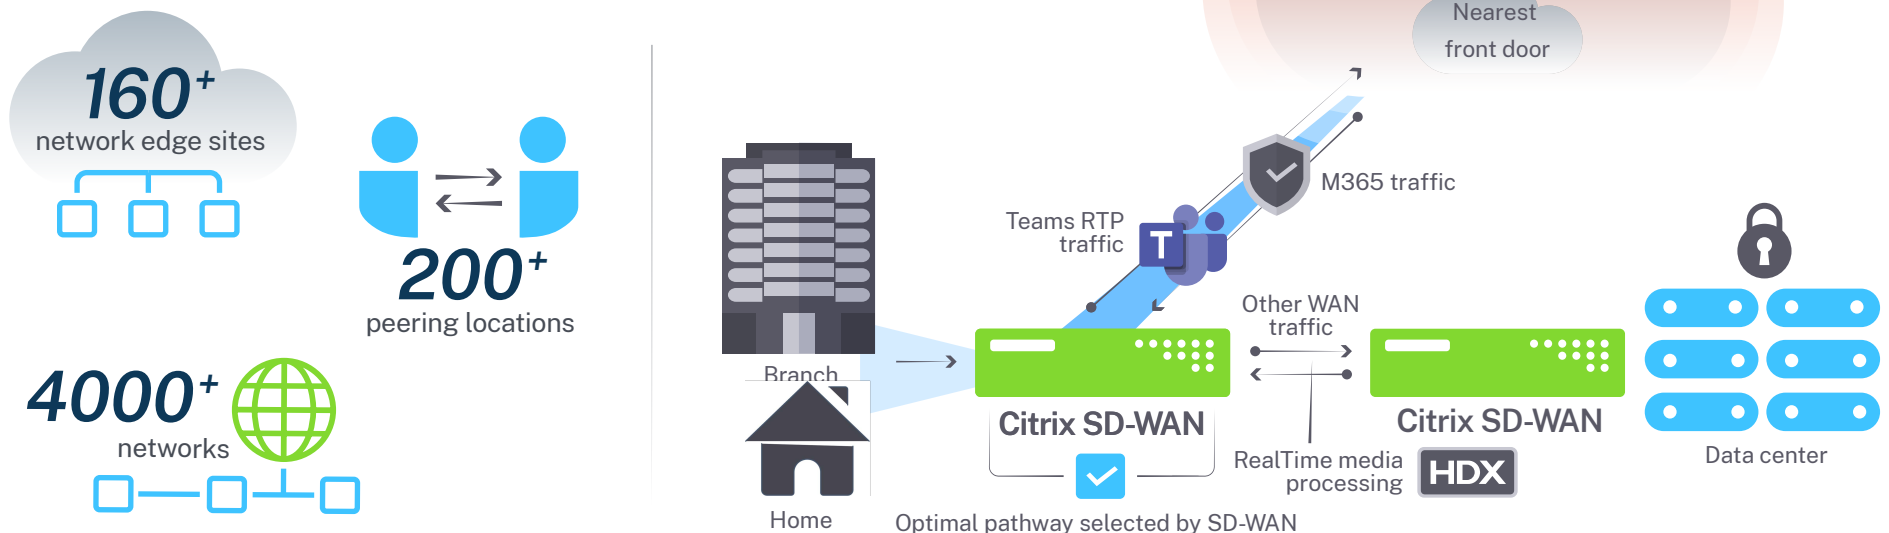 160+
network edge sites
200+
peering locations
4000+
networks
Nearest
front door
M365 traffic
Teams RTP
traffic
T
Other WAN
traffic
Branch
Citrix SD-WAN
Citrix SD-WAN
RealTime media
processing
HDX
Data center
Home
Optimal pathway selected by SD-WAN